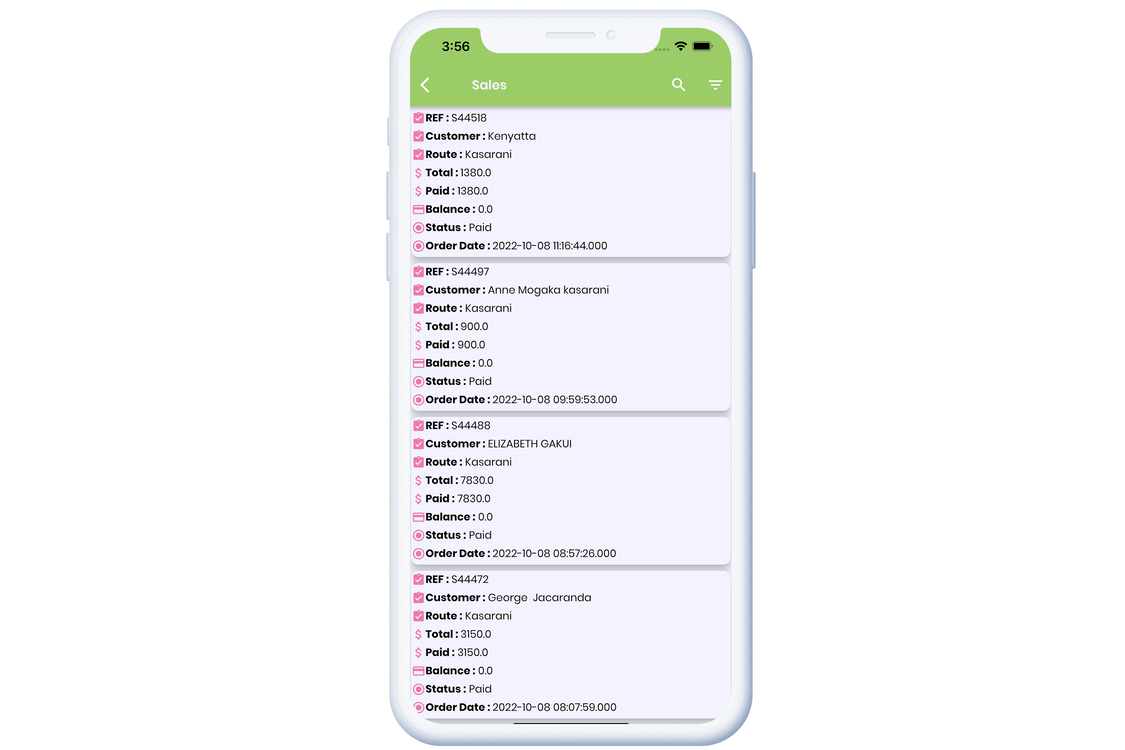 3:56
Sales
REF : S44518
Customer : Kenyatta
Route : Kasarani
Total : 1380.0
Paid : 1380.0
Balance : 0.0
Status : Paid
Order Date : 2022-10-08 11:16:44.000
REF : S44497
Customer : Anne Mogaka kasarani
Route : Kasarani
Total : 900.0
Paid : 900.0
Balance : 0.0
Status : Paid
Order Date : 2022-10-08 09:59:53.000
REF : S44488
Customer : ELIZABETH GAKUI
Route : Kasarani
Total : 7830.0
Paid : 7830.0
Balance : 0.0
Status : Paid
Order Date : 2022-10-08 08:57:26.000
REF : S44472
Customer : George  Jacaranda
Route : Kasarani
Total : 3150.0
Paid : 3150.0
Balance : 0.0
Status : Paid
Order Date : 2022-10-08 08:07:59.000